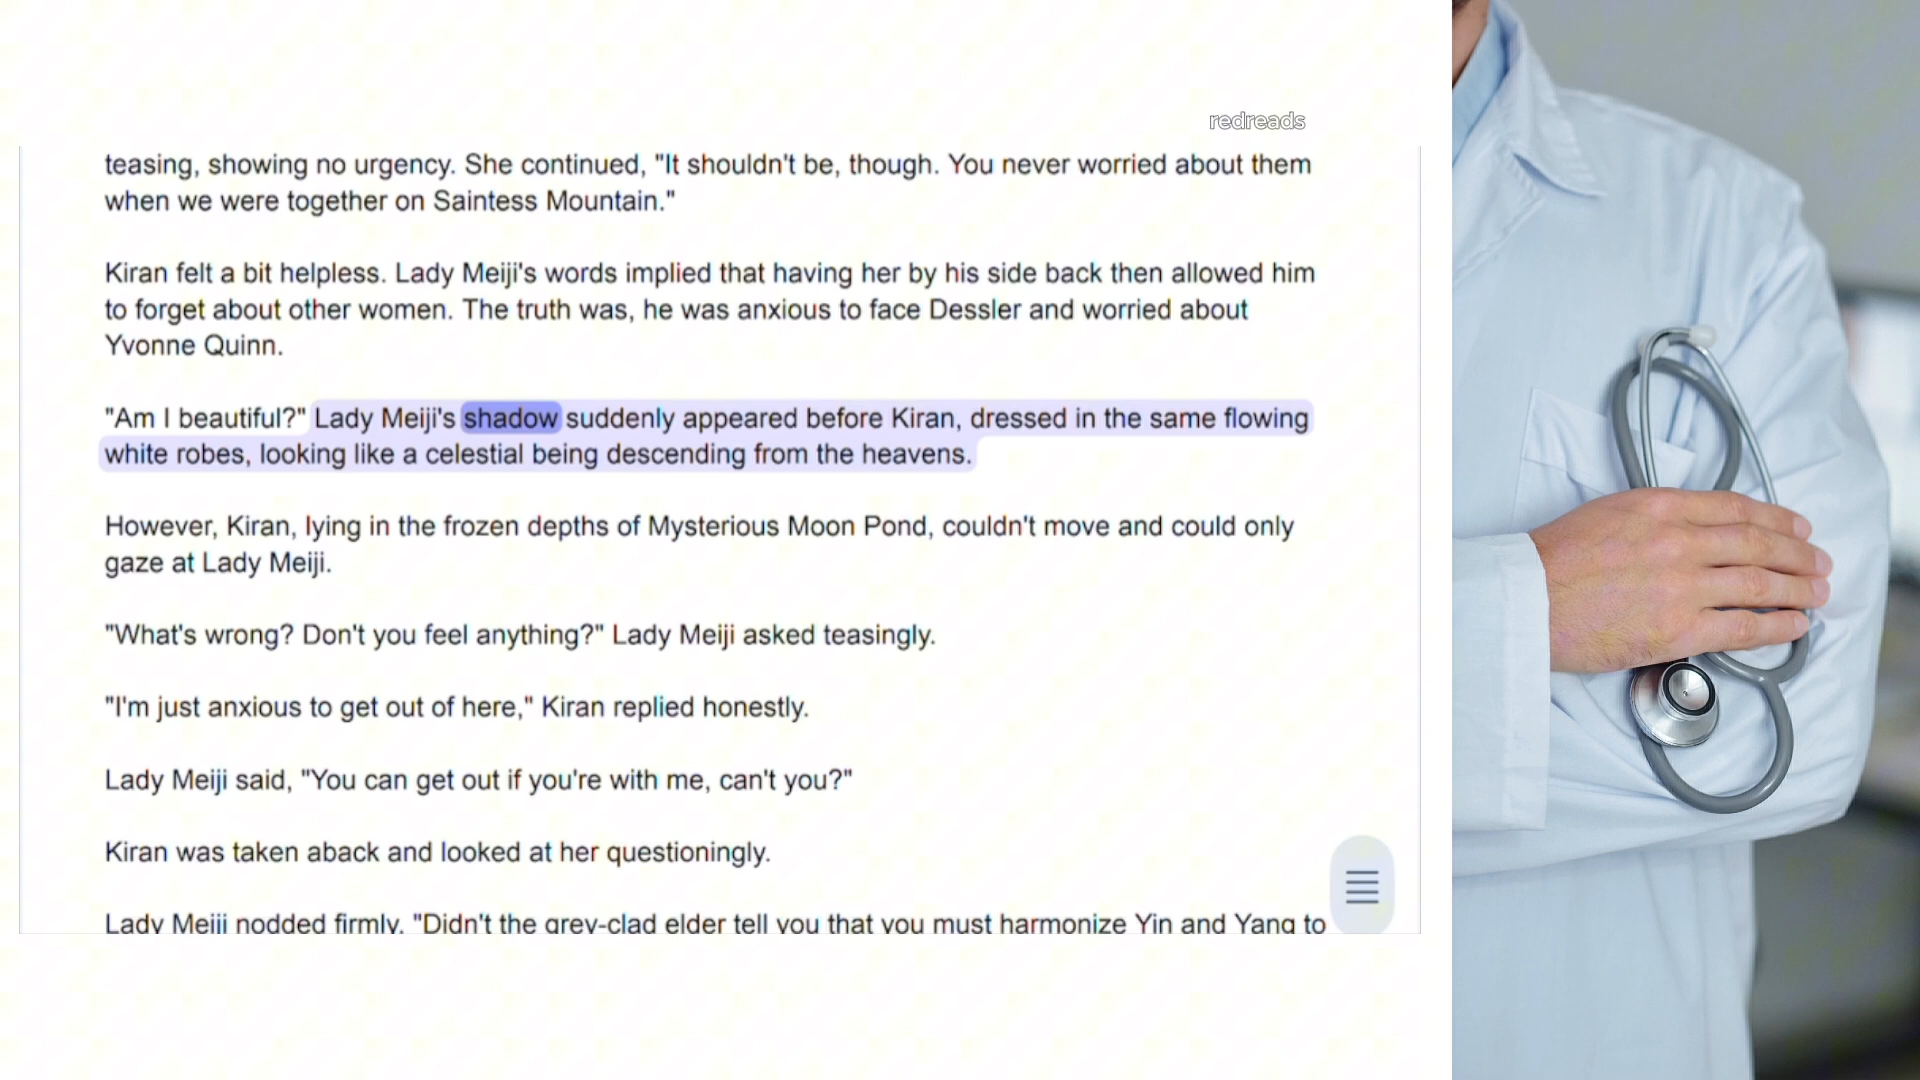 redreads
teasing, showing no urgency. She continued, "It shouldn't be, though. You never worried about them
when we were together on Saintess Mountain."
Kiran felt a bit helpless. Lady Meiji's words implied that having her by his side back then allowed him
to forget about other women. The truth was, he was anxious to face Dessler and worried about
Yvonne Quinn.
"Am I beautiful?" Lady Meiji's shadow suddenly appeared before Kiran, dressed in the same flowing
white robes, looking like a celestial being descending from the heavens.
However, Kiran, lying in the frozen depths of Mysterious Moon Pond, couldn't move and could only
gaze at Lady Meiji.
"What's wrong? Don't you feel anything?" Lady Meiji asked teasingly.
"I'm just anxious to get out of here," Kiran replied honestly.
Lady Meiji said, "You can get out if you're with me, can't you?"
Kiran was taken aback and looked at her questioningly.
Lady Meiji nodded firmly. "Didn't the grey-clad elder tell you that you must harmonize Yin and Yang to